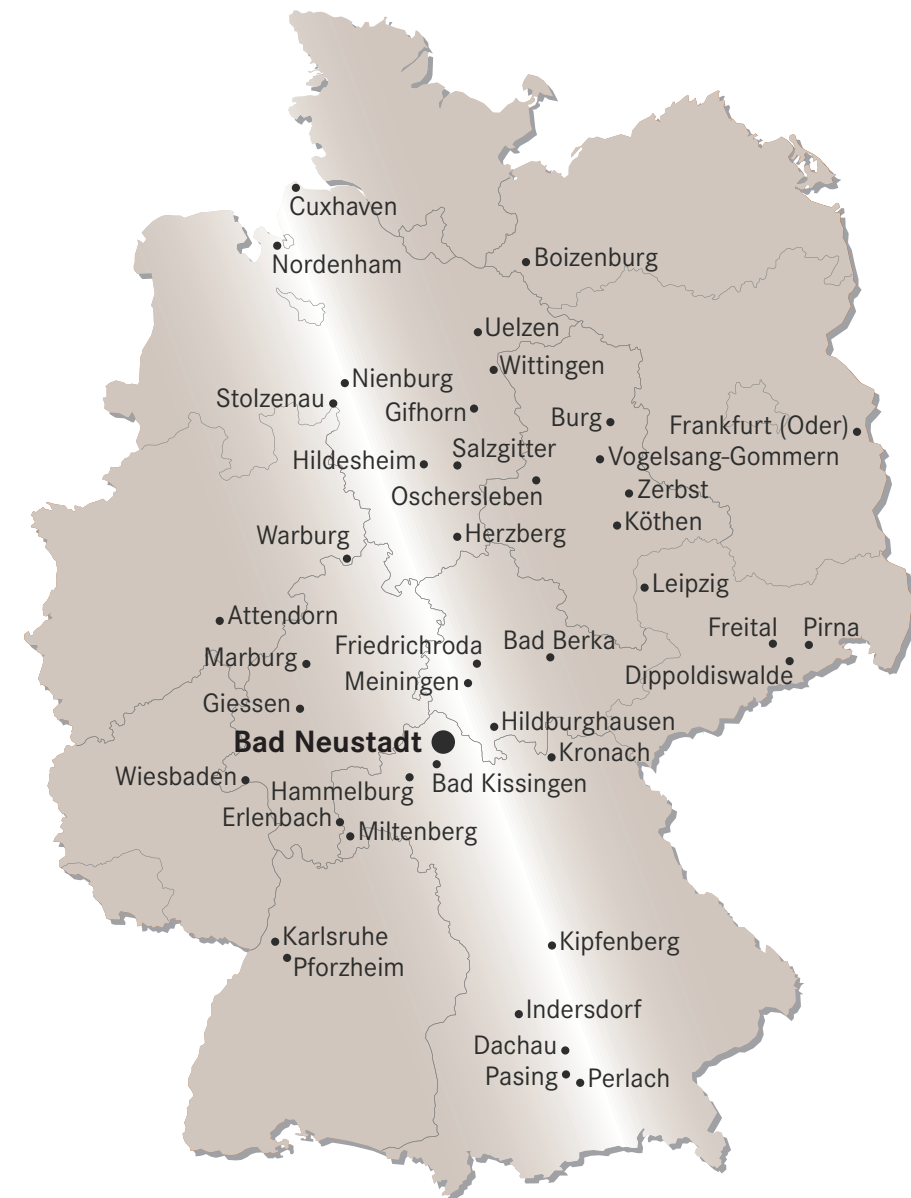 Cuxhaven
Nordenham
Boizenburg
Uelzen
Wittingen
Nienburg
Stolzenau
Gifhorn
Burg
Frankfurt (Oder)
Salzgitter
Hildesheim
Vogelsang-Gommern
Oschersleben
Zerbst
Köthen
Warburg
Herzberg
Leipzig
Attendorn
Freital
Pirna
Friedrichroda
Bad Berka
Marburg
Dippoldiswalde
Meiningen
Giessen
Hildburghausen
Bad Neustadt
Kronach
Wiesbaden
Bad Kissingen
Hammelburg
Erlenbach
Miltenberg
Karlsruhe
Kipfenberg
Pforzheim
Indersdorf
Dachau
Pasing
Perlach